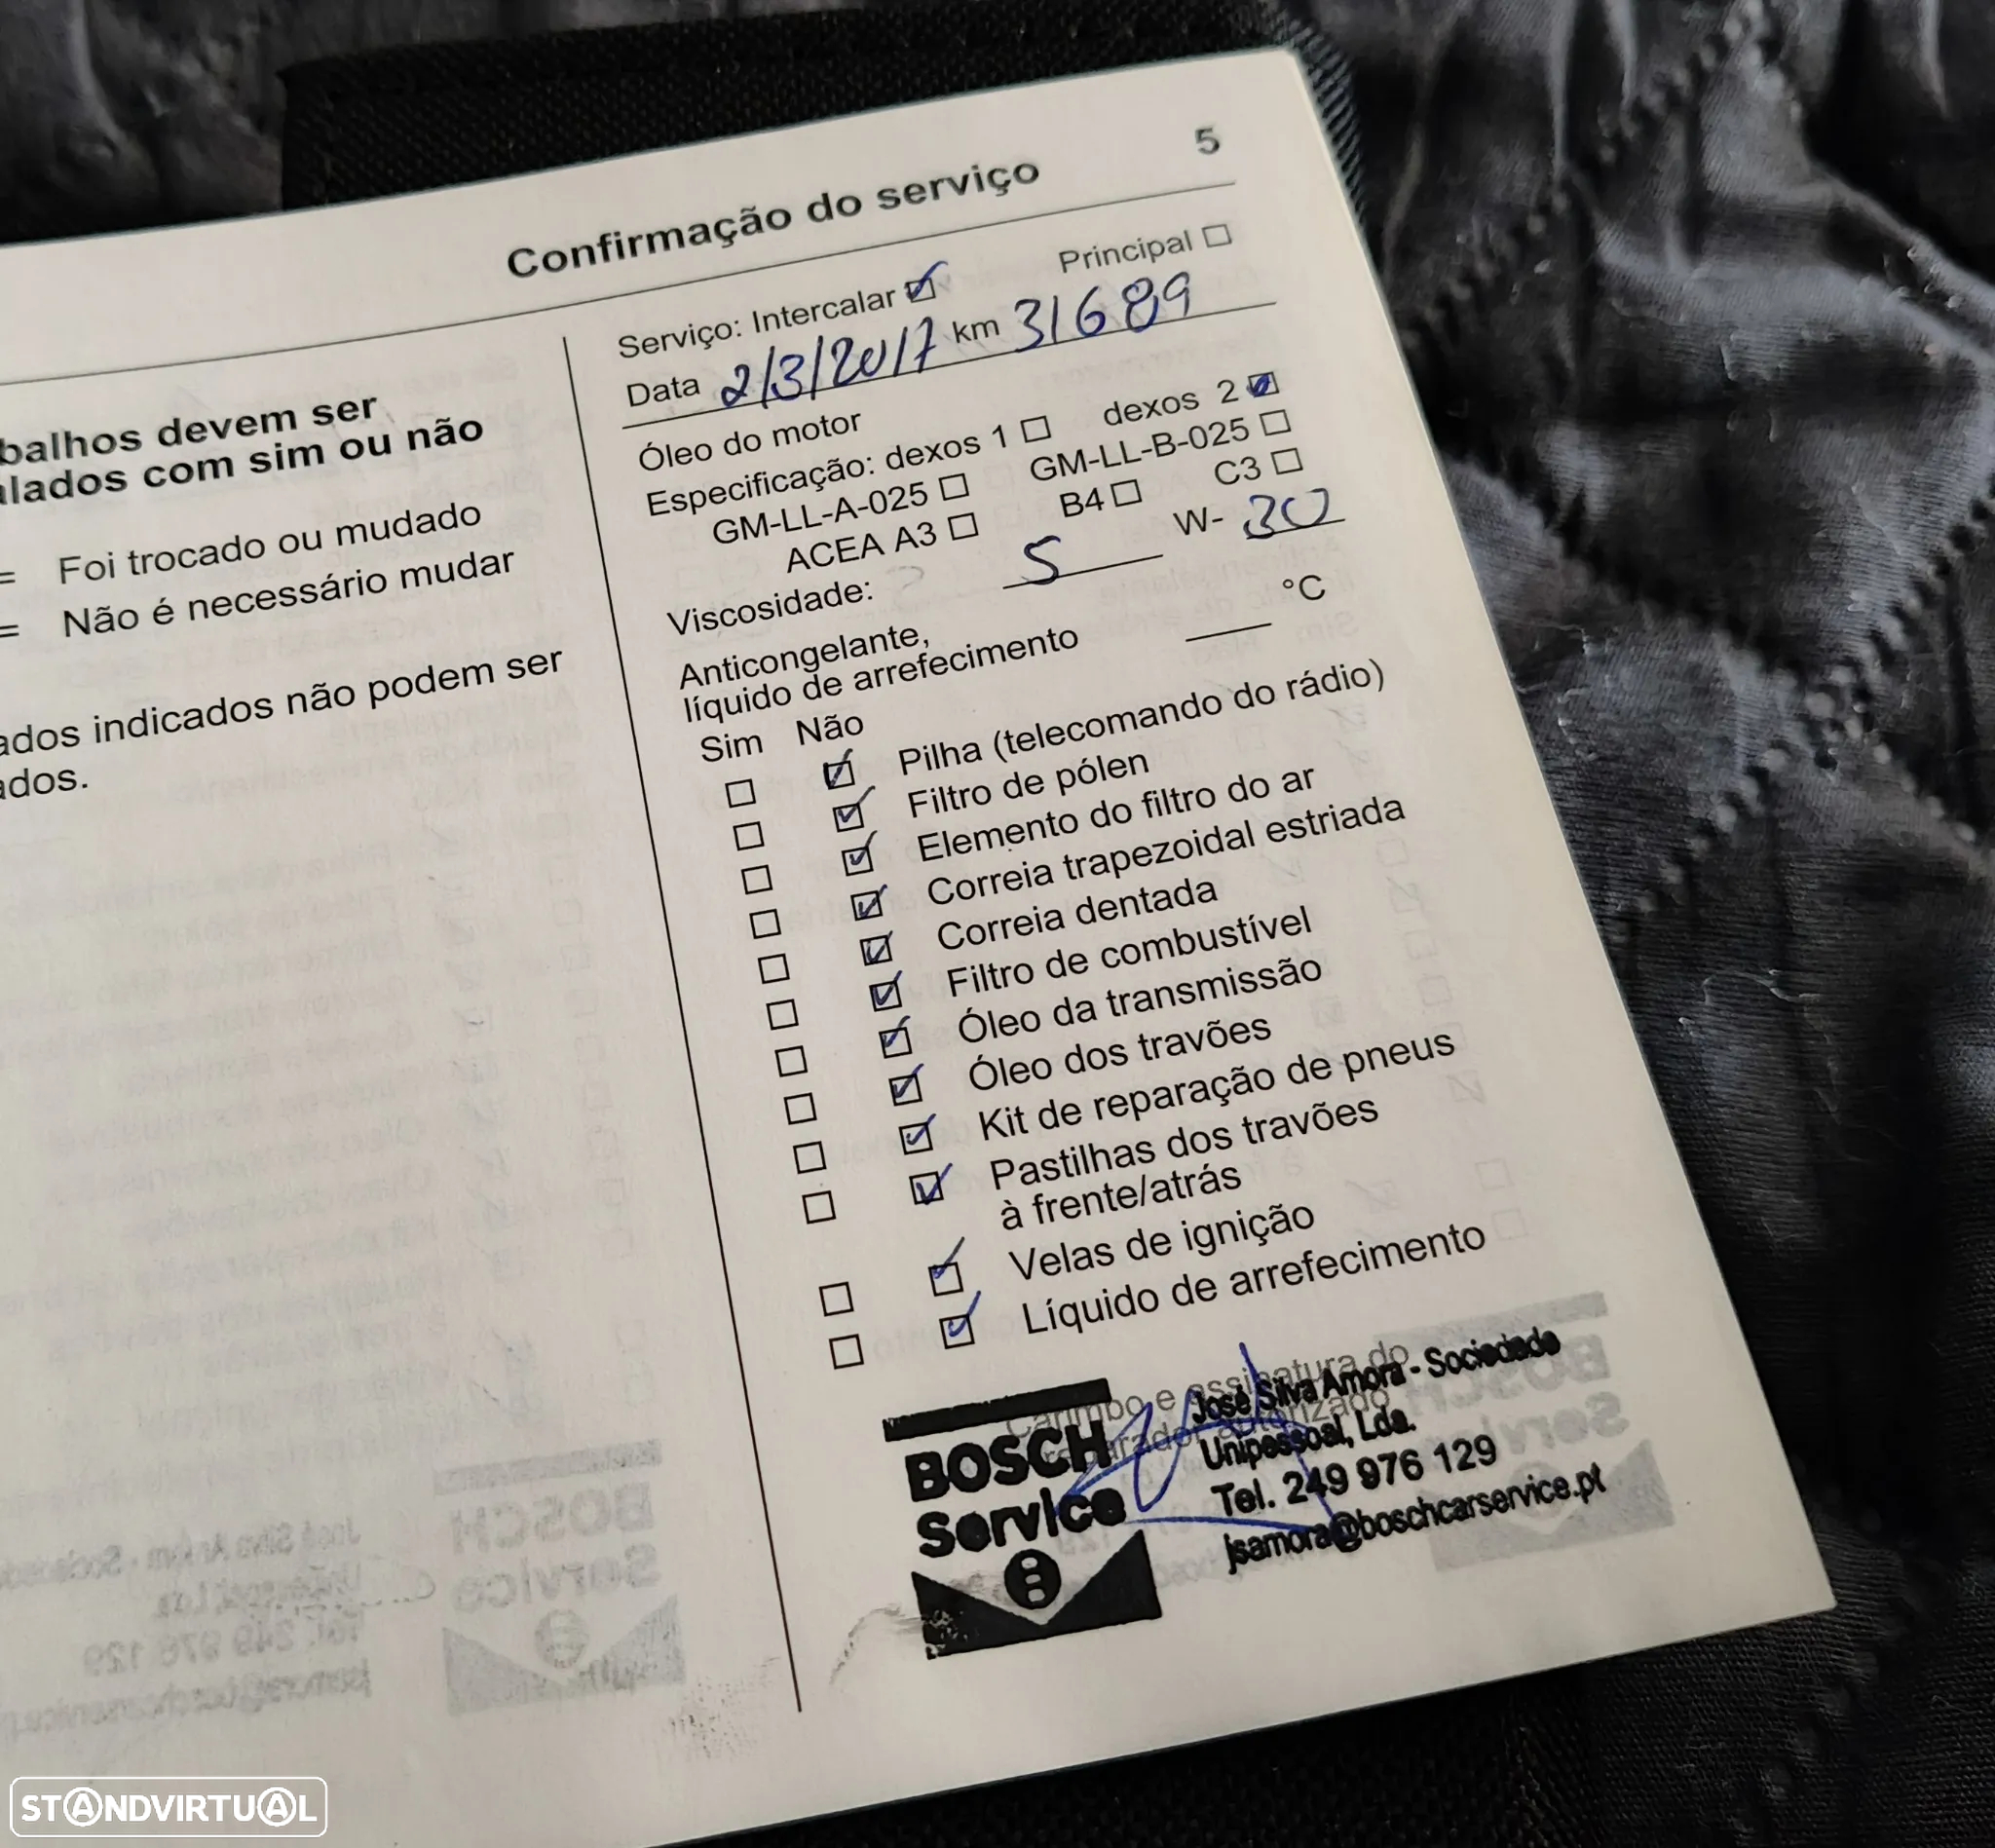 5
Confirmação do serviço
balhos devem ser
lados com sim ou não
= Foi trocado ou mudado
= Não é necessário mudar
ados indicados não podem ser
ados.
Serviço: Intercalar Principal
Data 2/3/2017 km 31689
Óleo do motor
Especificação: dexos 1 dexos 2
GM-LL-A-025 GM-LL-B-025
ACEA A3 B4 C3
Viscosidade: 5 W- 30
Anticongelante,
líquido de arrefecimento °C
Sim Não
Pilha (telecomando do rádio)
Filtro de pólen
Elemento do filtro do ar
Correia trapezoidal estriada
Correia dentada
Filtro de combustível
Óleo da transmissão
Óleo dos travões
Kit de reparação de pneus
Pastilhas dos travões
à frente/atrás
Velas de ignição
Líquido de arrefecimento
Carimbo e assinatura do
reparador autorizado
BOSCH
Service
José Silva Amora - Sociedade
Unipessoal, Lda.
Tel. 249 976 129
jsamora@boschcarservice.pt
STANDVIRTUAL